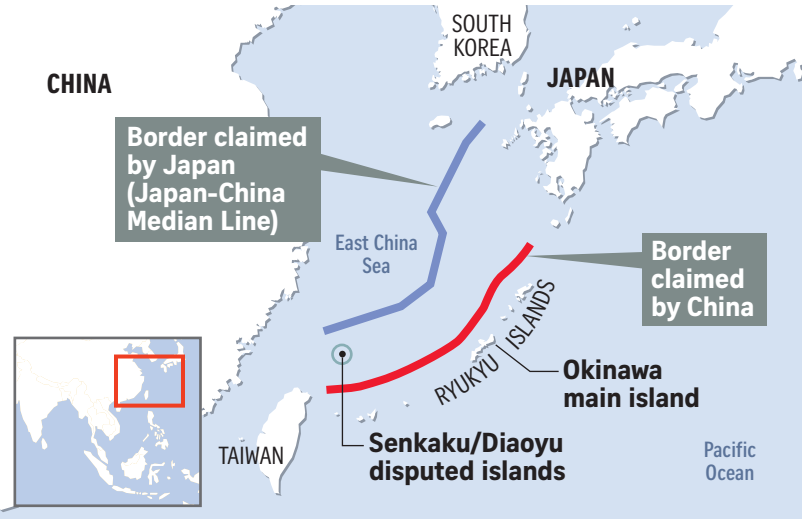 SOUTH
KOREA
CHINA
JAPAN
Border claimed
by Japan
(Japan-China
Median Line)
East China
Sea
Border
claimed
by China
RYUKYU ISLANDS
Okinawa
main island
TAIWAN
Senkaku/Diaoyu
disputed islands
Pacific
Ocean